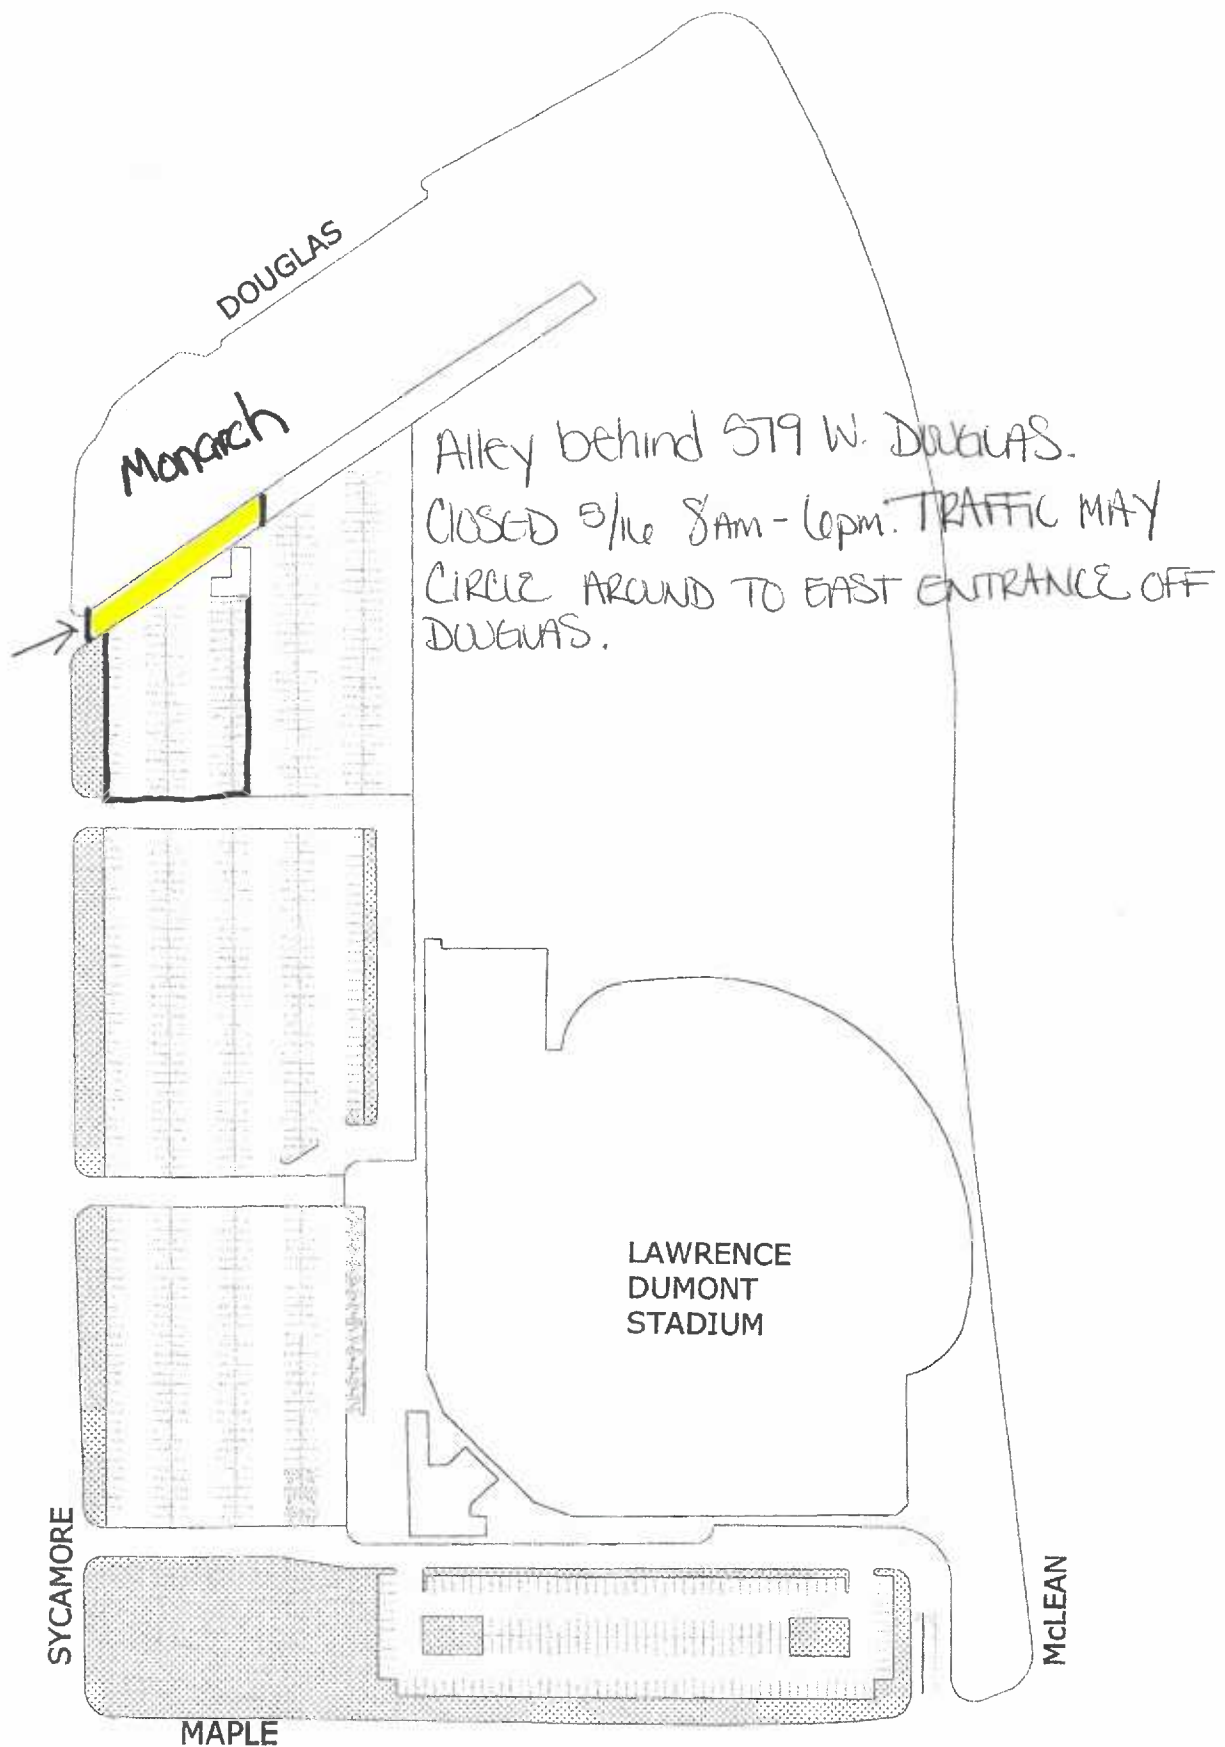 DOUGLAS
Monarch
Alley behind 579 W. DOUGLAS.
CLOSED 5/16 8AM-6pm. TRAFFIC MAY
CIRCLE AROUND TO EAST ENTRANCE OFF
DOUGLAS.
LAWRENCE
DUMONT
STADIUM
SYCAMORE
McLEAN
MAPLE